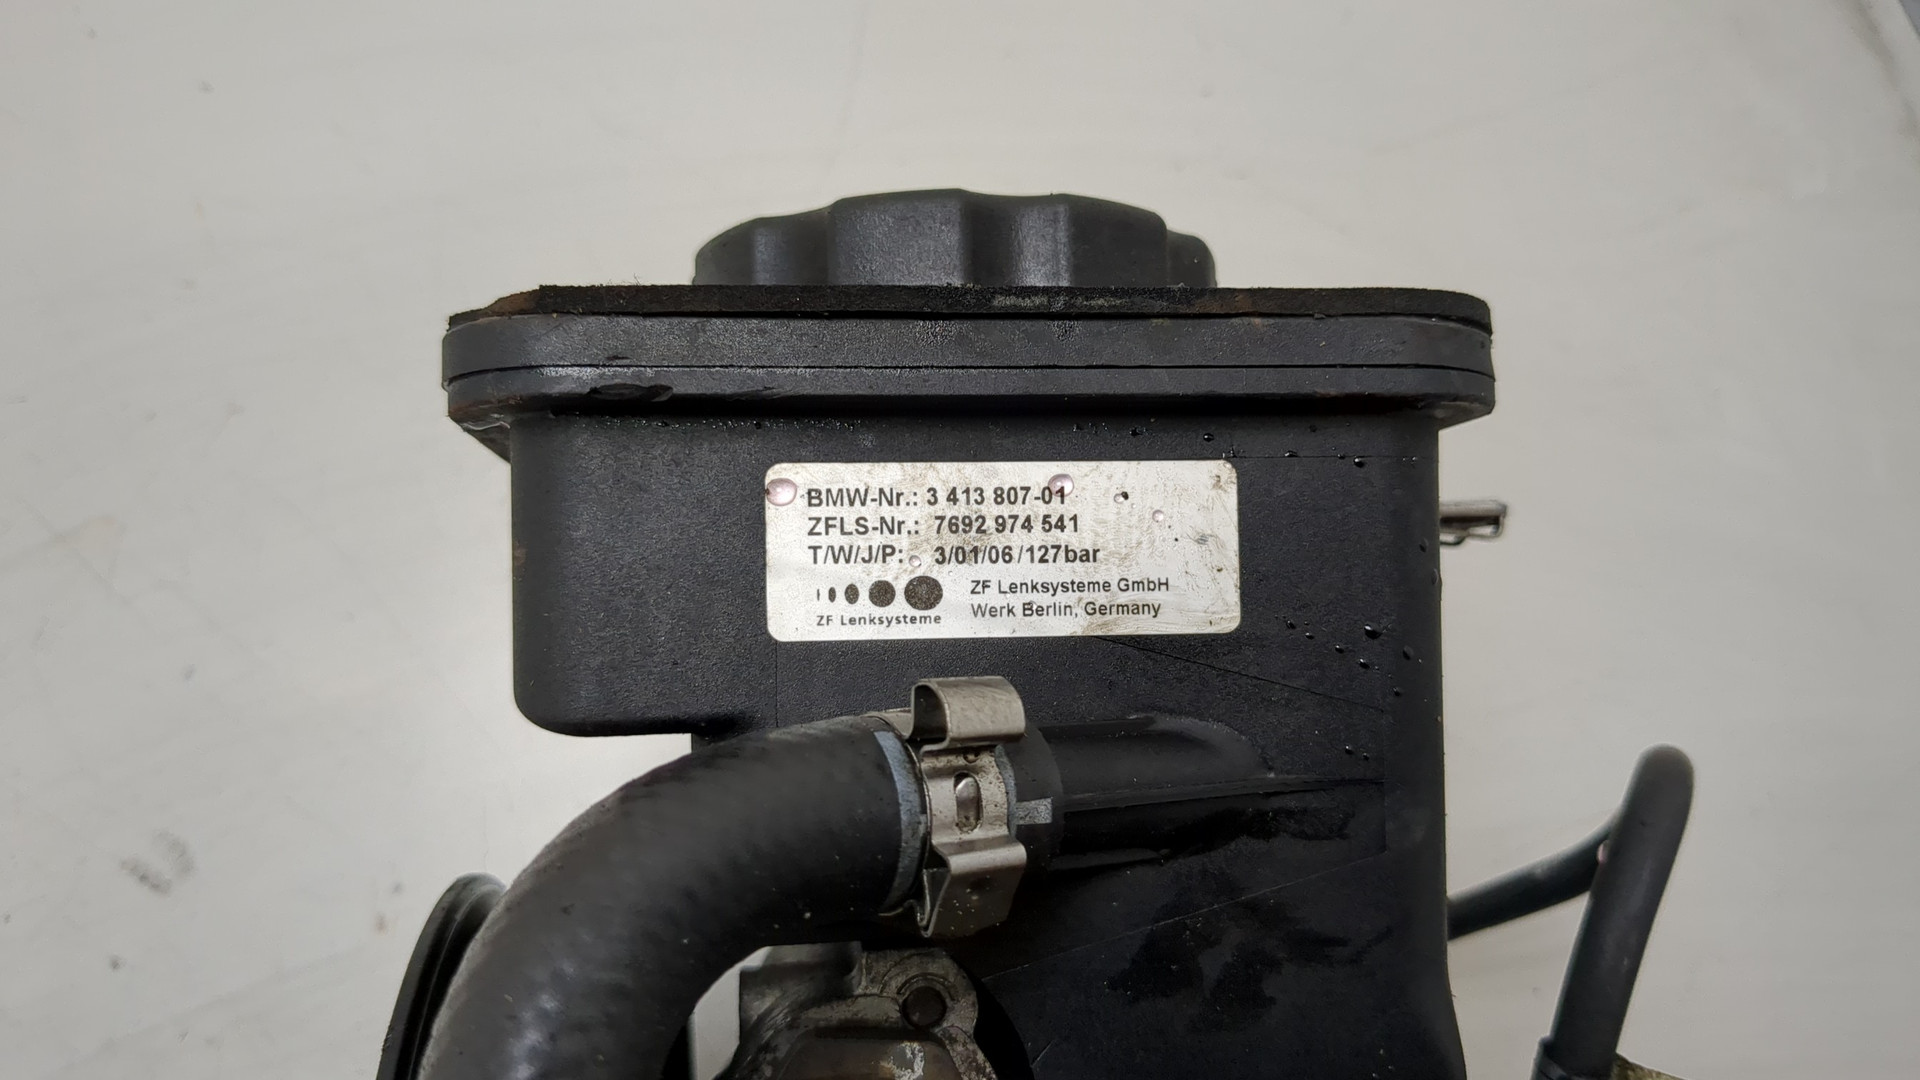 BMW-Nr.: 3 413 807-01
ZFLS-Nr.: 7692 974 541
T/W/J/P: 3/01/06/127bar
ZF Lenksysteme
ZF Lenksysteme GmbH
Werk Berlin, Germany